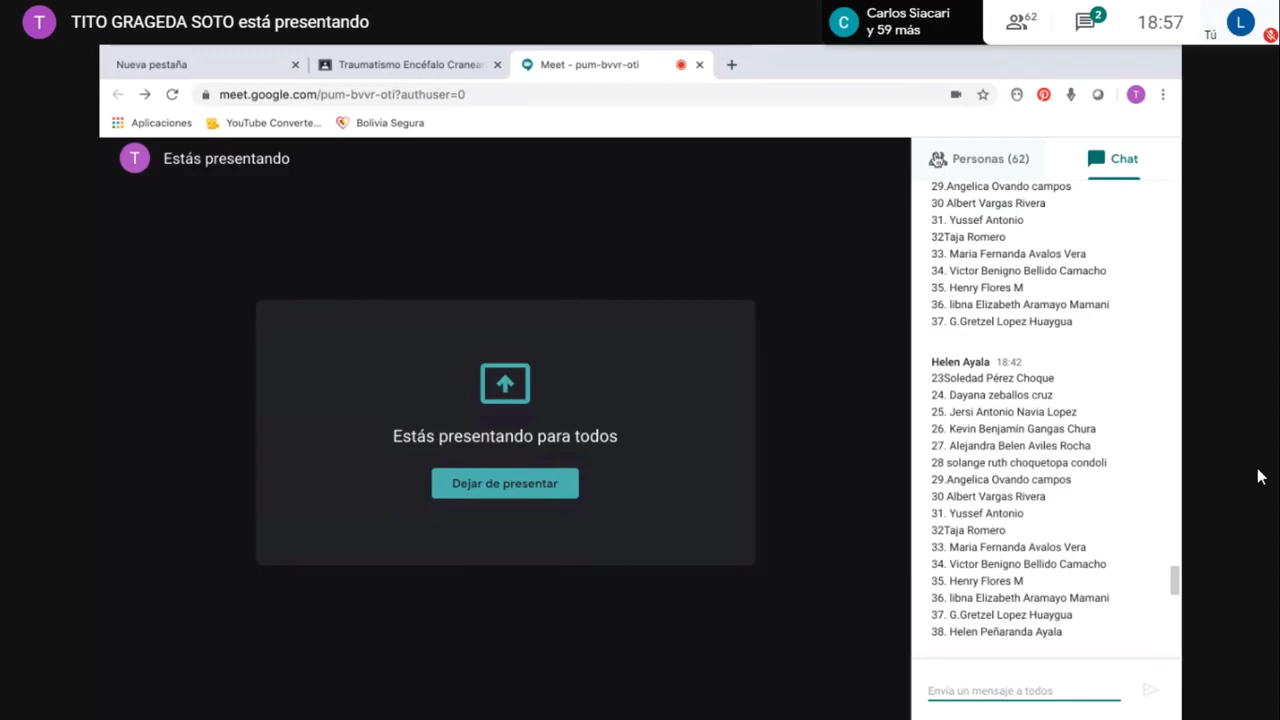 T TITO GRAGEDA SOTO está presentando
C Carlos Siacari
y 59 más
62
2
18:57
Tú
L
Nueva pestaña
Traumatismo Encéfalo Cranear
Meet - pum-bvvr-oti
meet.google.com/pum-bvvr-oti?authuser=0
T
Aplicaciones
YouTube Converte...
Bolivia Segura
T Estás presentando
Estás presentando para todos
Dejar de presentar
Personas (62)
Chat
29.Angelica Ovando campos
30 Albert Vargas Rivera
31. Yussef Antonio
32Taja Romero
33. Maria Fernanda Avalos Vera
34. Victor Benigno Bellido Camacho
35. Henry Flores M
36. libna Elizabeth Aramayo Mamani
37. G.Gretzel Lopez Huaygua
Helen Ayala 18:42
23Soledad Pérez Choque
24. Dayana zeballos cruz
25. Jersi Antonio Navia Lopez
26. Kevin Benjamín Gangas Chura
27. Alejandra Belen Aviles Rocha
28 solange ruth choquetopa condoli
29.Angelica Ovando campos
30 Albert Vargas Rivera
31. Yussef Antonio
32Taja Romero
33. Maria Fernanda Avalos Vera
34. Victor Benigno Bellido Camacho
35. Henry Flores M
36. libna Elizabeth Aramayo Mamani
37. G.Gretzel Lopez Huaygua
38. Helen Peñaranda Ayala
Envía un mensaje a todos